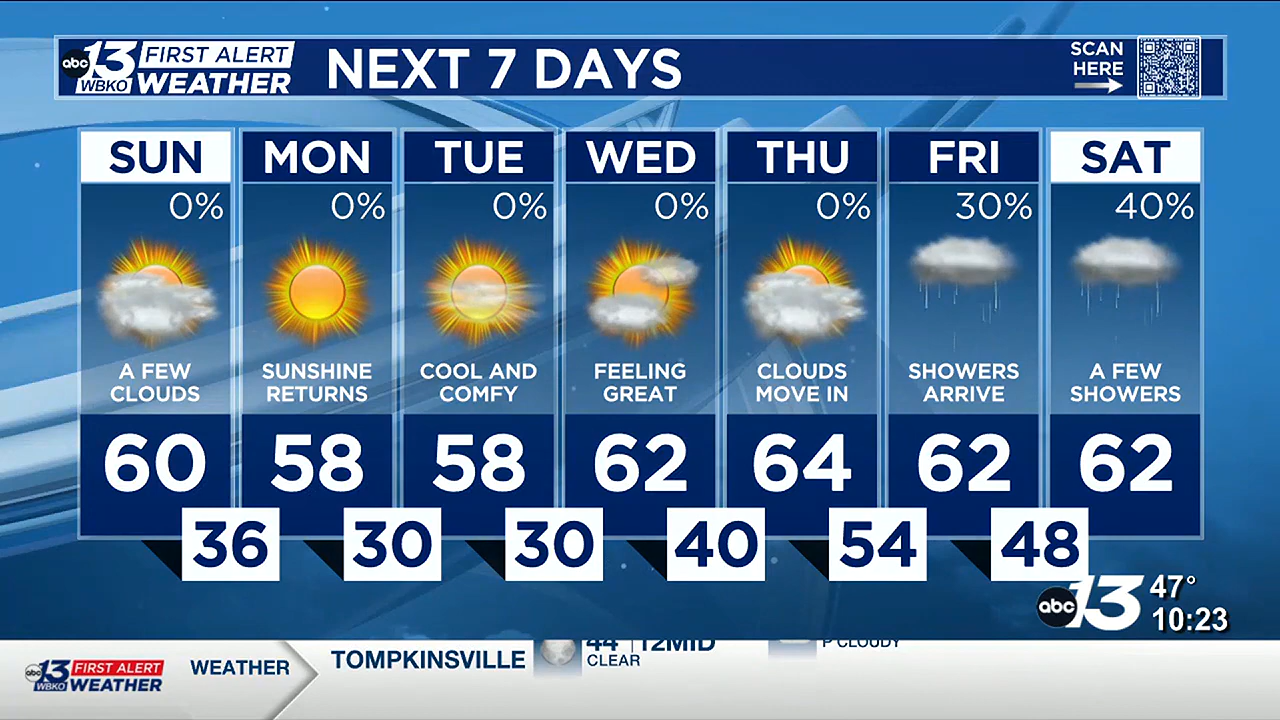 abc 13 WBKO FIRST ALERT WEATHER
NEXT 7 DAYS
SCAN HERE
SUN MON TUE WED THU FRI SAT
0% 0% 0% 0% 0% 30% 40%
A FEW SUNSHINE COOL AND FEELING CLOUDS SHOWERS A FEW
CLOUDS RETURNS COMFY GREAT MOVE IN ARRIVE SHOWERS
60 58 58 62 64 62 62
36 30 30 40 54 48
abc 13 47°
10:23
abc 13 WBKO FIRST ALERT WEATHER
WEATHER
TOMPKINSVILLE
44 12MID
CLEAR
P CLOUDY